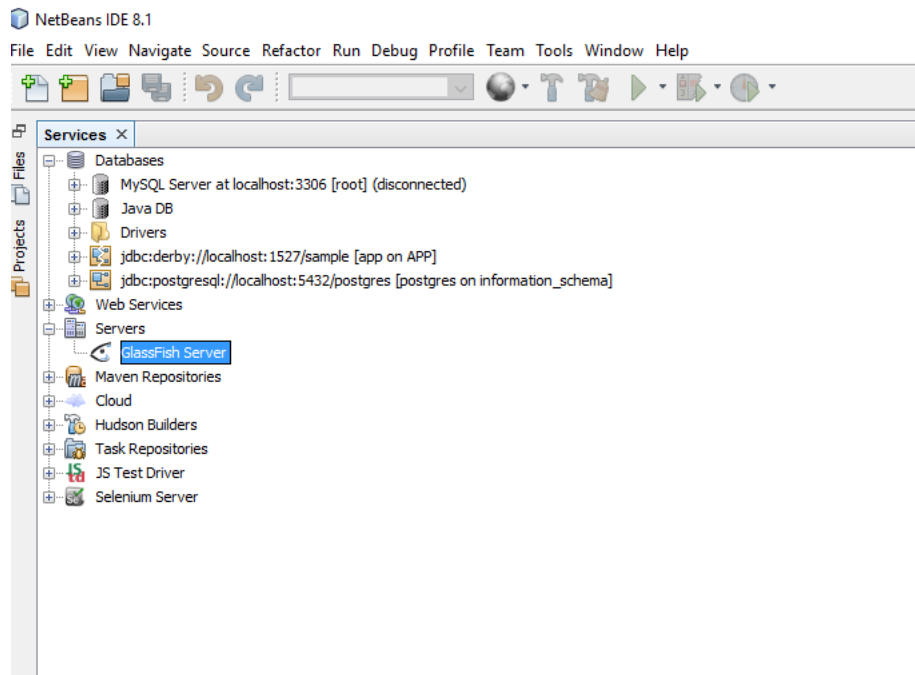 NetBeans IDE 8.1
File Edit View Navigate Source Refactor Run Debug Profile Team Tools Window Help
Files
Projects
Services
Databases
MySQL Server at localhost:3306 [root] (disconnected)
Java DB
Drivers
jdbc:derby://localhost:1527/sample [app on APP]
jdbc:postgresql://localhost:5432/postgres [postgres on information_schema]
Web Services
Servers
GlassFish Server
Maven Repositories
Cloud
Hudson Builders
Task Repositories
JS Test Driver
Selenium Server